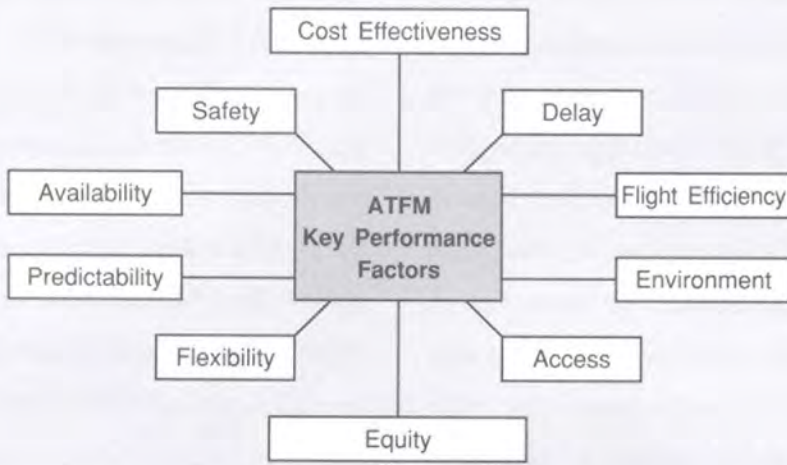 Cost Effectiveness
Safety
Delay
Availability
ATFM
Key Performance
Factors
Flight Efficiency
Predictability
Environment
Flexibility
Access
Equity